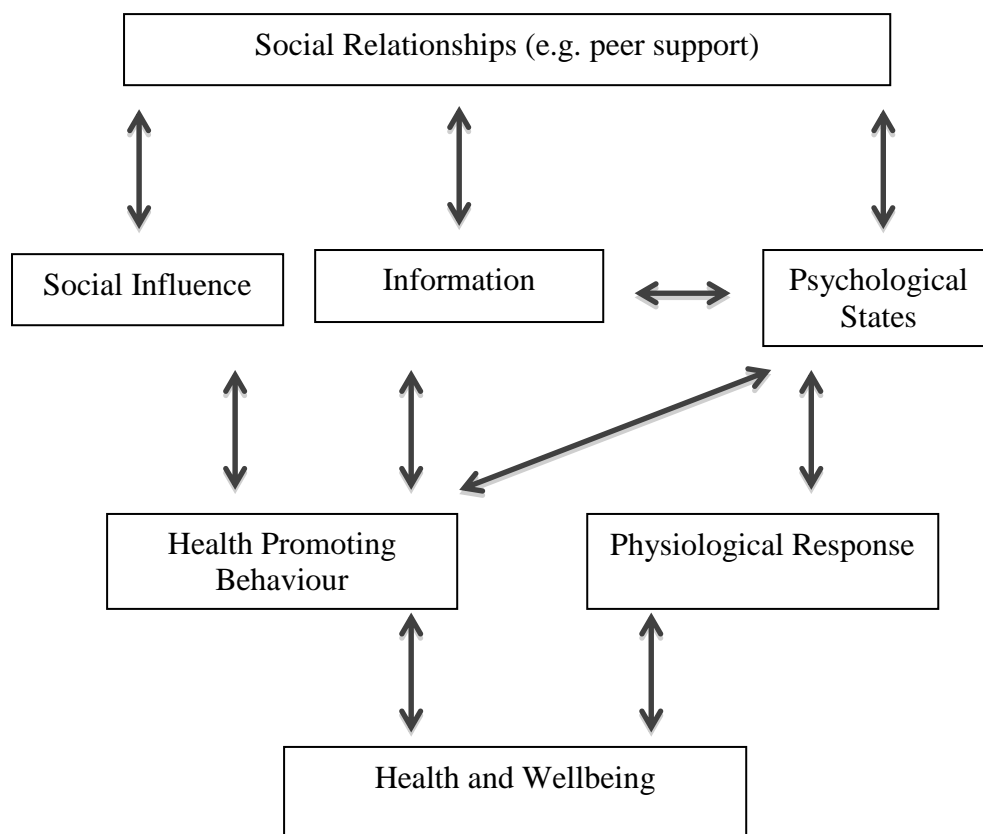 Social Relationships (e.g. peer support)
Social Influence
Information
Psychological
States
Health Promoting
Behaviour
Physiological Response
Health and Wellbeing